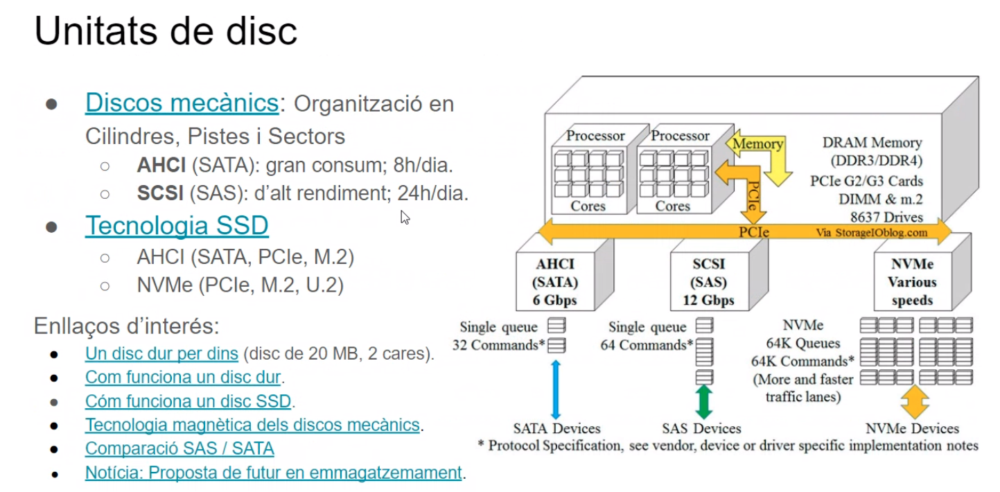 Unitats de disc
● Discos mecànics: Organització en
Cilindres, Pistes i Sectors
○ AHCI (SATA): gran consum; 8h/dia.
○ SCSI (SAS): d’alt rendiment; 24h/dia.
● Tecnologia SSD
○ AHCI (SATA, PCIe, M.2)
○ NVMe (PCIe, M.2, U.2)
Enllaços d’interés:
● Un disc dur per dins (disc de 20 MB, 2 cares).
● Com funciona un disc dur.
● Cóm funciona un disc SSD.
● Tecnologia magnètica dels discos mecànics.
● Comparació SAS / SATA
● Notícia: Proposta de futur en emmagatzemament.
Processor
Cores
Processor
Cores
Memory
PCIe
DRAM Memory
(DDR3/DDR4)
PCIe G2/G3 Cards
DIMM & m.2
8637 Drives
PCIe
Via StorageIOblog.com
AHCI
(SATA)
6 Gbps
SCSI
(SAS)
12 Gbps
NVMe
Various
speeds
Single queue
32 Commands*
Single queue
64 Commands*
NVMe
64K Queues
64K Commands*
(More and faster
traffic lanes)
SATA Devices
SAS Devices
NVMe Devices
* Protocol Specification, see vendor, device or driver specific implementation notes